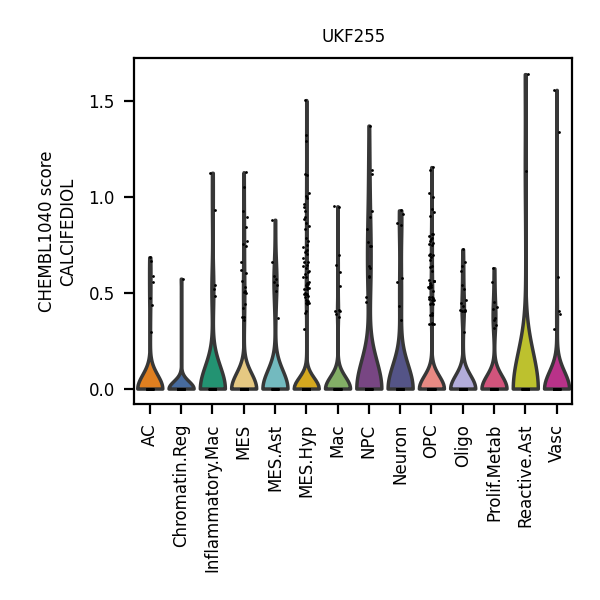 UKF255
CHEMBL1040 score
CALCIFEDIOL
1.5
1.0
0.5
0.0
AC
Chromatin.Reg
Inflammatory.Mac
MES
MES.Ast
MES.Hyp
Mac
NPC
Neuron
OPC
Oligo
Prolif.Metab
Reactive.Ast
Vasc